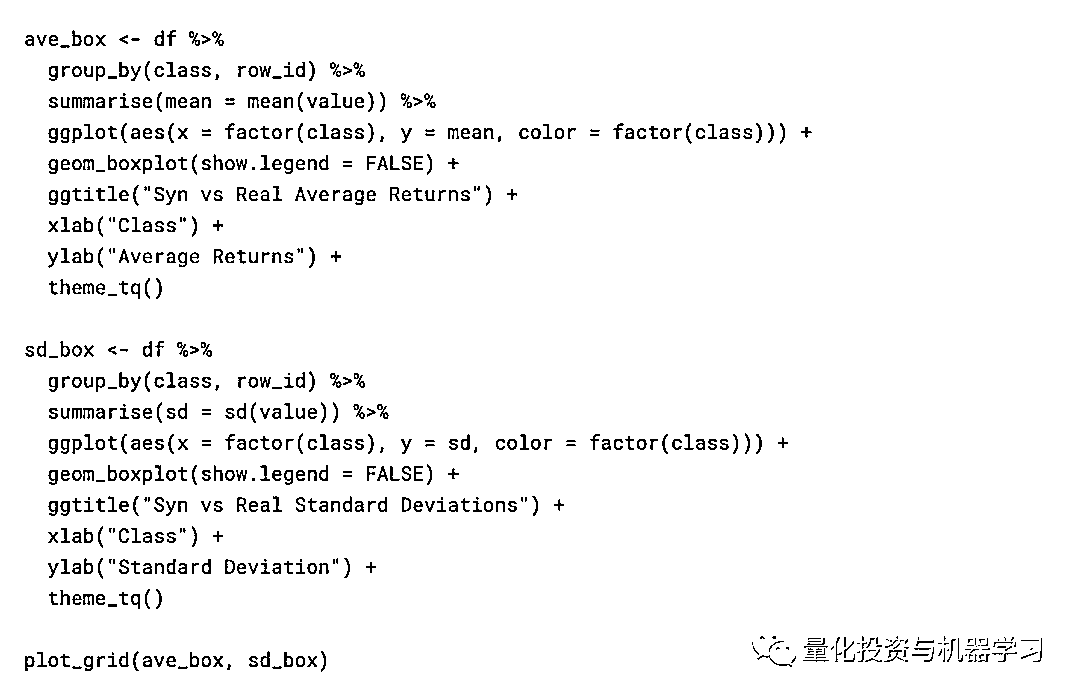 ave_box <- df %>%
  group_by(class, row_id) %>%
  summarise(mean = mean(value)) %>%
  ggplot(aes(x = factor(class), y = mean, color = factor(class))) +
  geom_boxplot(show.legend = FALSE) +
  ggtitle("Syn vs Real Average Returns") +
  xlab("Class") +
  ylab("Average Returns") +
  theme_tq()

sd_box <- df %>%
  group_by(class, row_id) %>%
  summarise(sd = sd(value)) %>%
  ggplot(aes(x = factor(class), y = sd, color = factor(class))) +
  geom_boxplot(show.legend = FALSE) +
  ggtitle("Syn vs Real Standard Deviations") +
  xlab("Class") +
  ylab("Standard Deviation") +
  theme_tq()

plot_grid(ave_box, sd_box)
量化投资与机器学习